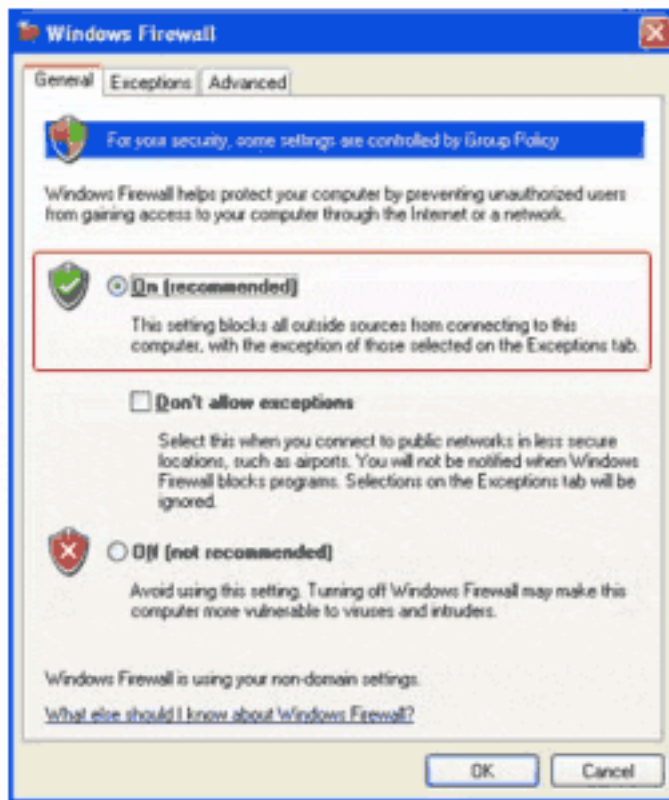 Windows Firewall
General Exceptions Advanced
For your security, some settings are controlled by Group Policy
Windows Firewall helps protect your computer by preventing unauthorized users
from gaining access to your computer through the Internet or a network.
On (recommended)
This setting blocks all outside sources from connecting to this
computer, with the exception of those selected on the Exceptions tab.
Don't allow exceptions
Select this when you connect to public networks in less secure
locations, such as airports. You will not be notified when Windows
Firewall blocks programs. Selections on the Exceptions tab will be
ignored.
Off (not recommended)
Avoid using this setting. Turning off Windows Firewall may make this
computer more vulnerable to viruses and intruders.
Windows Firewall is using your non-domain settings.
What else should I know about Windows Firewall?
OK Cancel